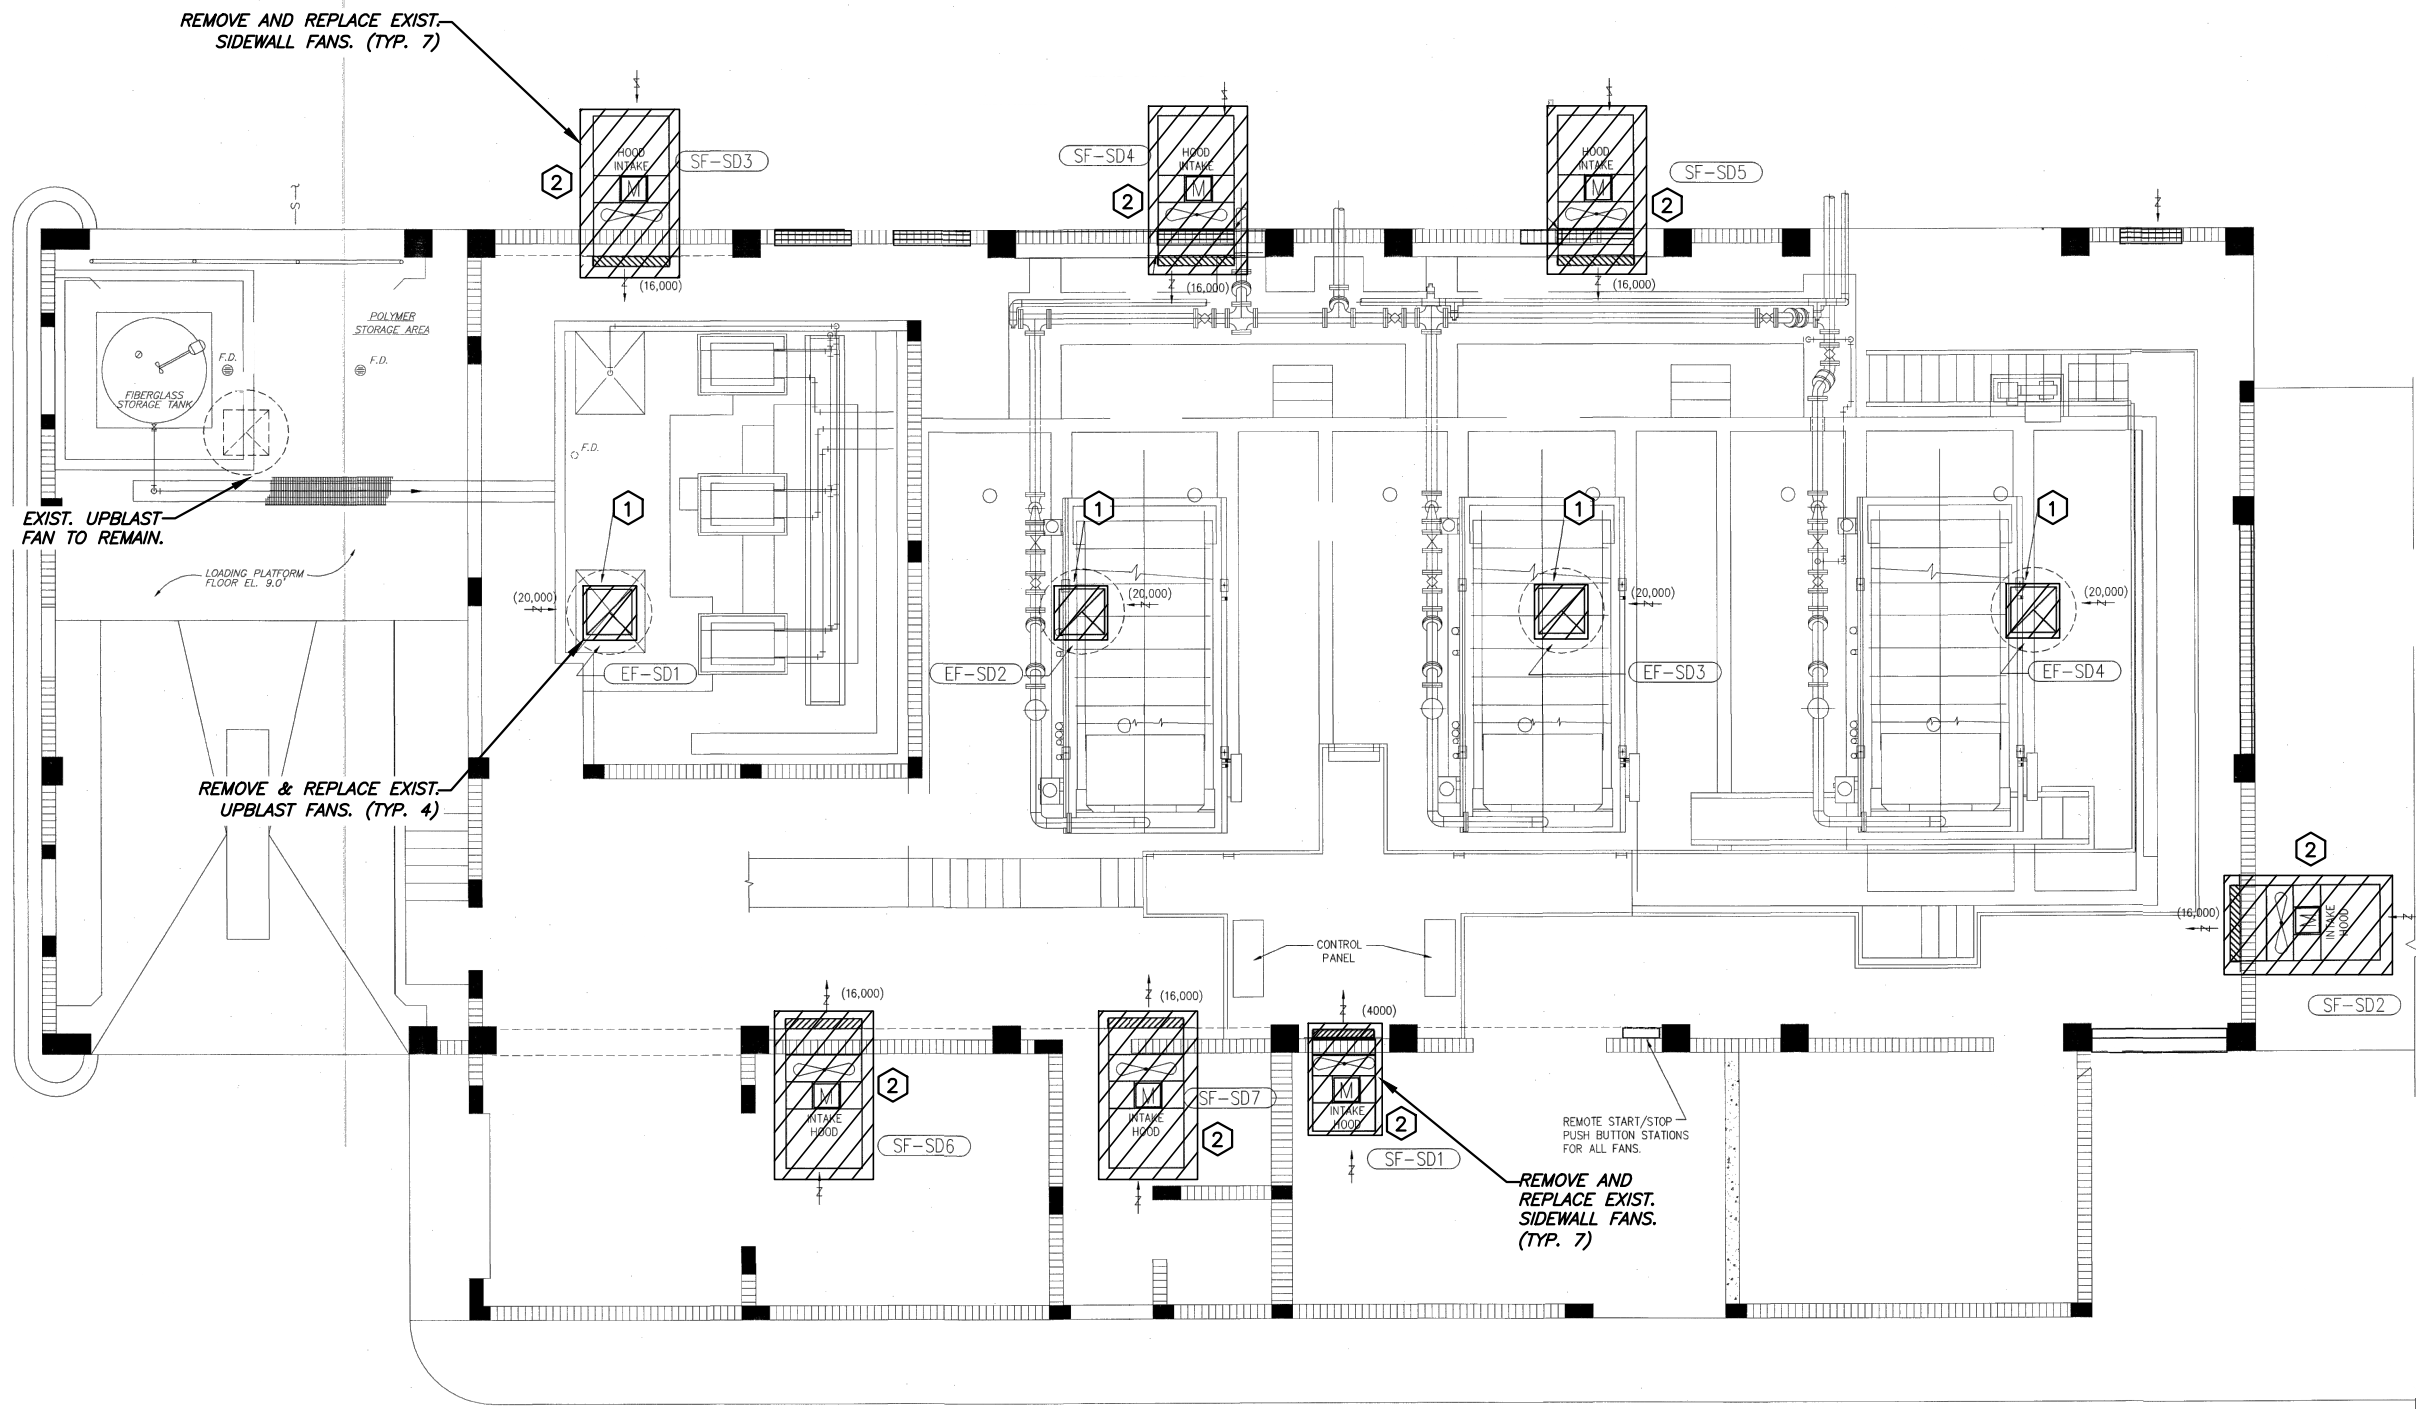 REMOVE AND REPLACE EXIST.
SIDEWALL FANS. (TYP. 7)
HOOD
INTAKE
M
2
SF-SD3
(16,000)
SF-SD4
HOOD
INTAKE
M
2
(16,000)
HOOD
INTAKE
M
SF-SD5
2
(16,000)
S
POLYMER
STORAGE AREA
F.D.
F.D.
FIBERGLASS
STORAGE TANK
F.D.
EXIST. UPBLAST
FAN TO REMAIN.
LOADING PLATFORM
FLOOR EL. 9.0'
1
1
1
1
(20,000)
(20,000)
(20,000)
(20,000)
EF-SD1
EF-SD2
EF-SD3
EF-SD4
REMOVE & REPLACE EXIST.
UPBLAST FANS. (TYP. 4)
2
(16,000)
M
INTAKE
HOOD
SF-SD2
CONTROL
PANEL
(16,000)
M
INTAKE
HOOD
2
SF-SD6
(16,000)
M
INTAKE
HOOD
SF-SD7
2
(4000)
M
INTAKE
HOOD
2
SF-SD1
REMOTE START/STOP
PUSH BUTTON STATIONS
FOR ALL FANS.
REMOVE AND
REPLACE EXIST.
SIDEWALL FANS.
(TYP. 7)